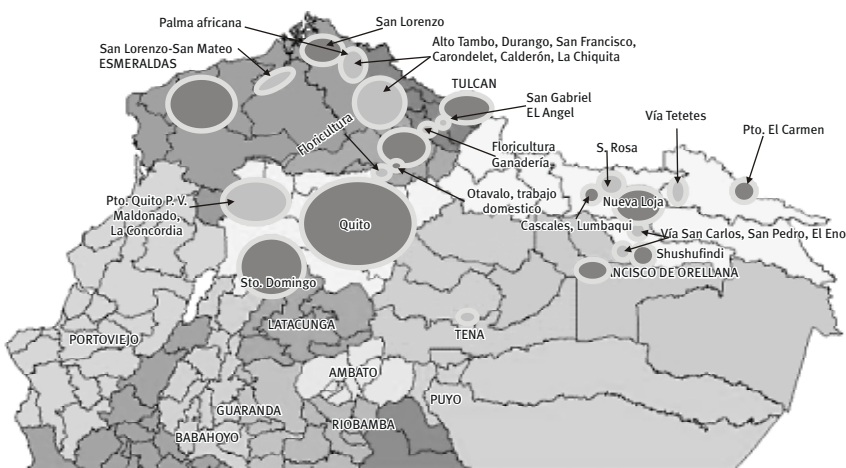 Palma africana
San Lorenzo
San Lorenzo-San Mateo
ESMERALDAS
Alto Tambo, Durango, San Francisco,
Carondelet, Calderón, La Chiquita
TULCAN
San Gabriel
EL Angel
Vía Tetetes
Pto. El Carmen
Floricultura
Floricultura
Ganadería
S. Rosa
Otavalo, trabajo
domestico
Nueva Loja
Pto. Quito P. V.
Maldoñado,
La Concordia
Quito
Cascales, Lumbaqui
Vía San Carlos, San Pedro, El Eno
Shushufindi
NCISCO DE ORELLANA
Sto. Domingo
LATACUNGA
TENA
PORTOVIEJO
AMBATO
PUYO
GUARANDA
RIOBAMBA
BABAHOYO